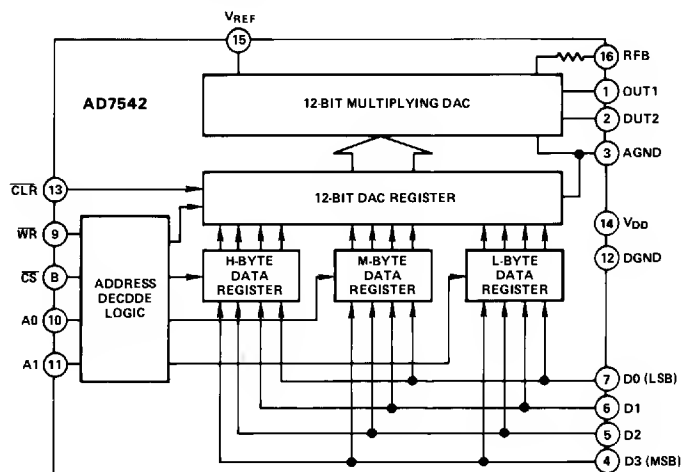 VREF
15
RFB
16
AD7542
12-BIT MULTIPLYING DAC
1
OUT1
2
DUT2
3
AGND
CLR
13
12-BIT DAC REGISTER
WR
9
14
VDD
CS
8
ADDRESS
DECDDE
LOGIC
H-BYTE
DATA
REGISTER
M-BYTE
DATA
REGISTER
L-BYTE
DATA
REGISTER
12
DGND
A0
10
A1
11
7
D0 (LSB)
6
D1
5
D2
4
D3 (MSB)